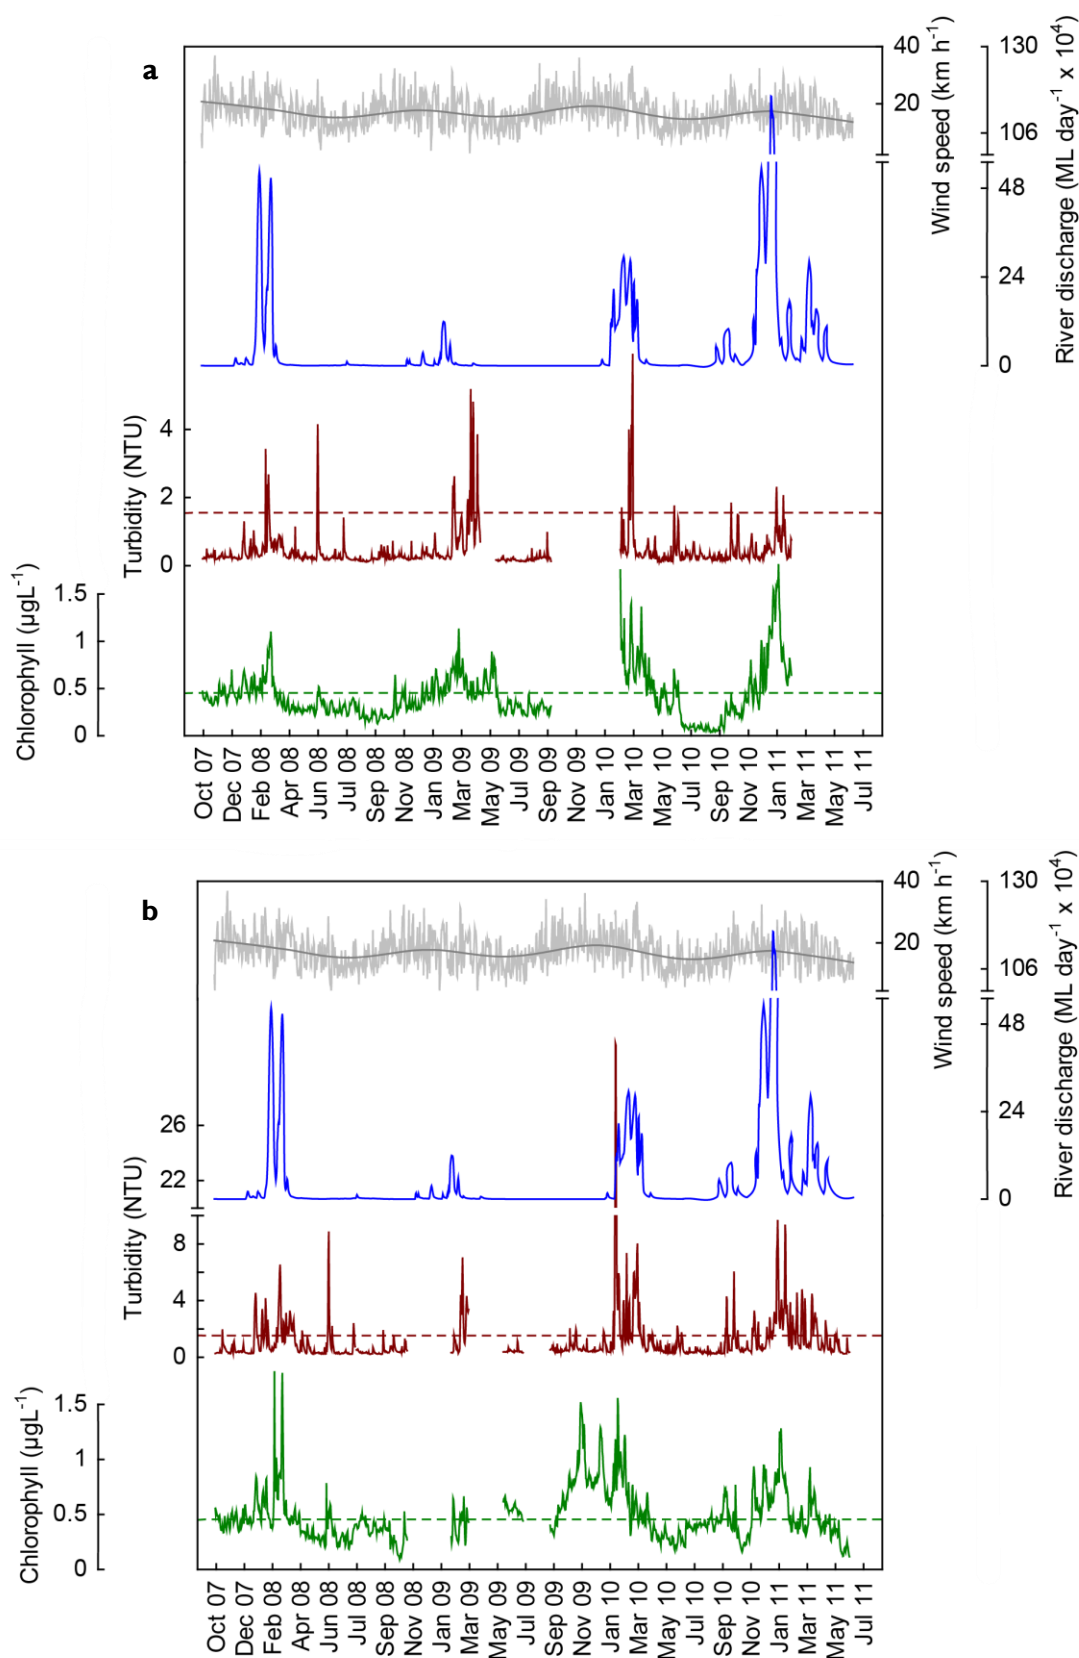 a
40
20
Wind speed (km h⁻¹)
130
106
48
24
0
River discharge (ML day⁻¹ x 10⁴)
4
2
0
Turbidity (NTU)
1.5
1
0.5
0
Chlorophyll (µgL⁻¹)
Oct 07
Dec 07
Feb 08
Apr 08
Jun 08
Jul 08
Sep 08
Nov 08
Jan 09
Mar 09
May 09
Jul 09
Sep 09
Nov 09
Jan 10
Mar 10
May 10
Jul 10
Sep 10
Nov 10
Jan 11
Mar 11
May 11
Jul 11
b
40
20
Wind speed (km h⁻¹)
130
106
48
24
0
River discharge (ML day⁻¹ x 10⁴)
26
22
8
4
0
Turbidity (NTU)
1.5
1
0.5
0
Chlorophyll (µgL⁻¹)
Oct 07
Dec 07
Feb 08
Apr 08
Jun 08
Jul 08
Sep 08
Nov 08
Jan 09
Mar 09
May 09
Jul 09
Sep 09
Nov 09
Jan 10
Mar 10
May 10
Jul 10
Sep 10
Nov 10
Jan 11
Mar 11
May 11
Jul 11